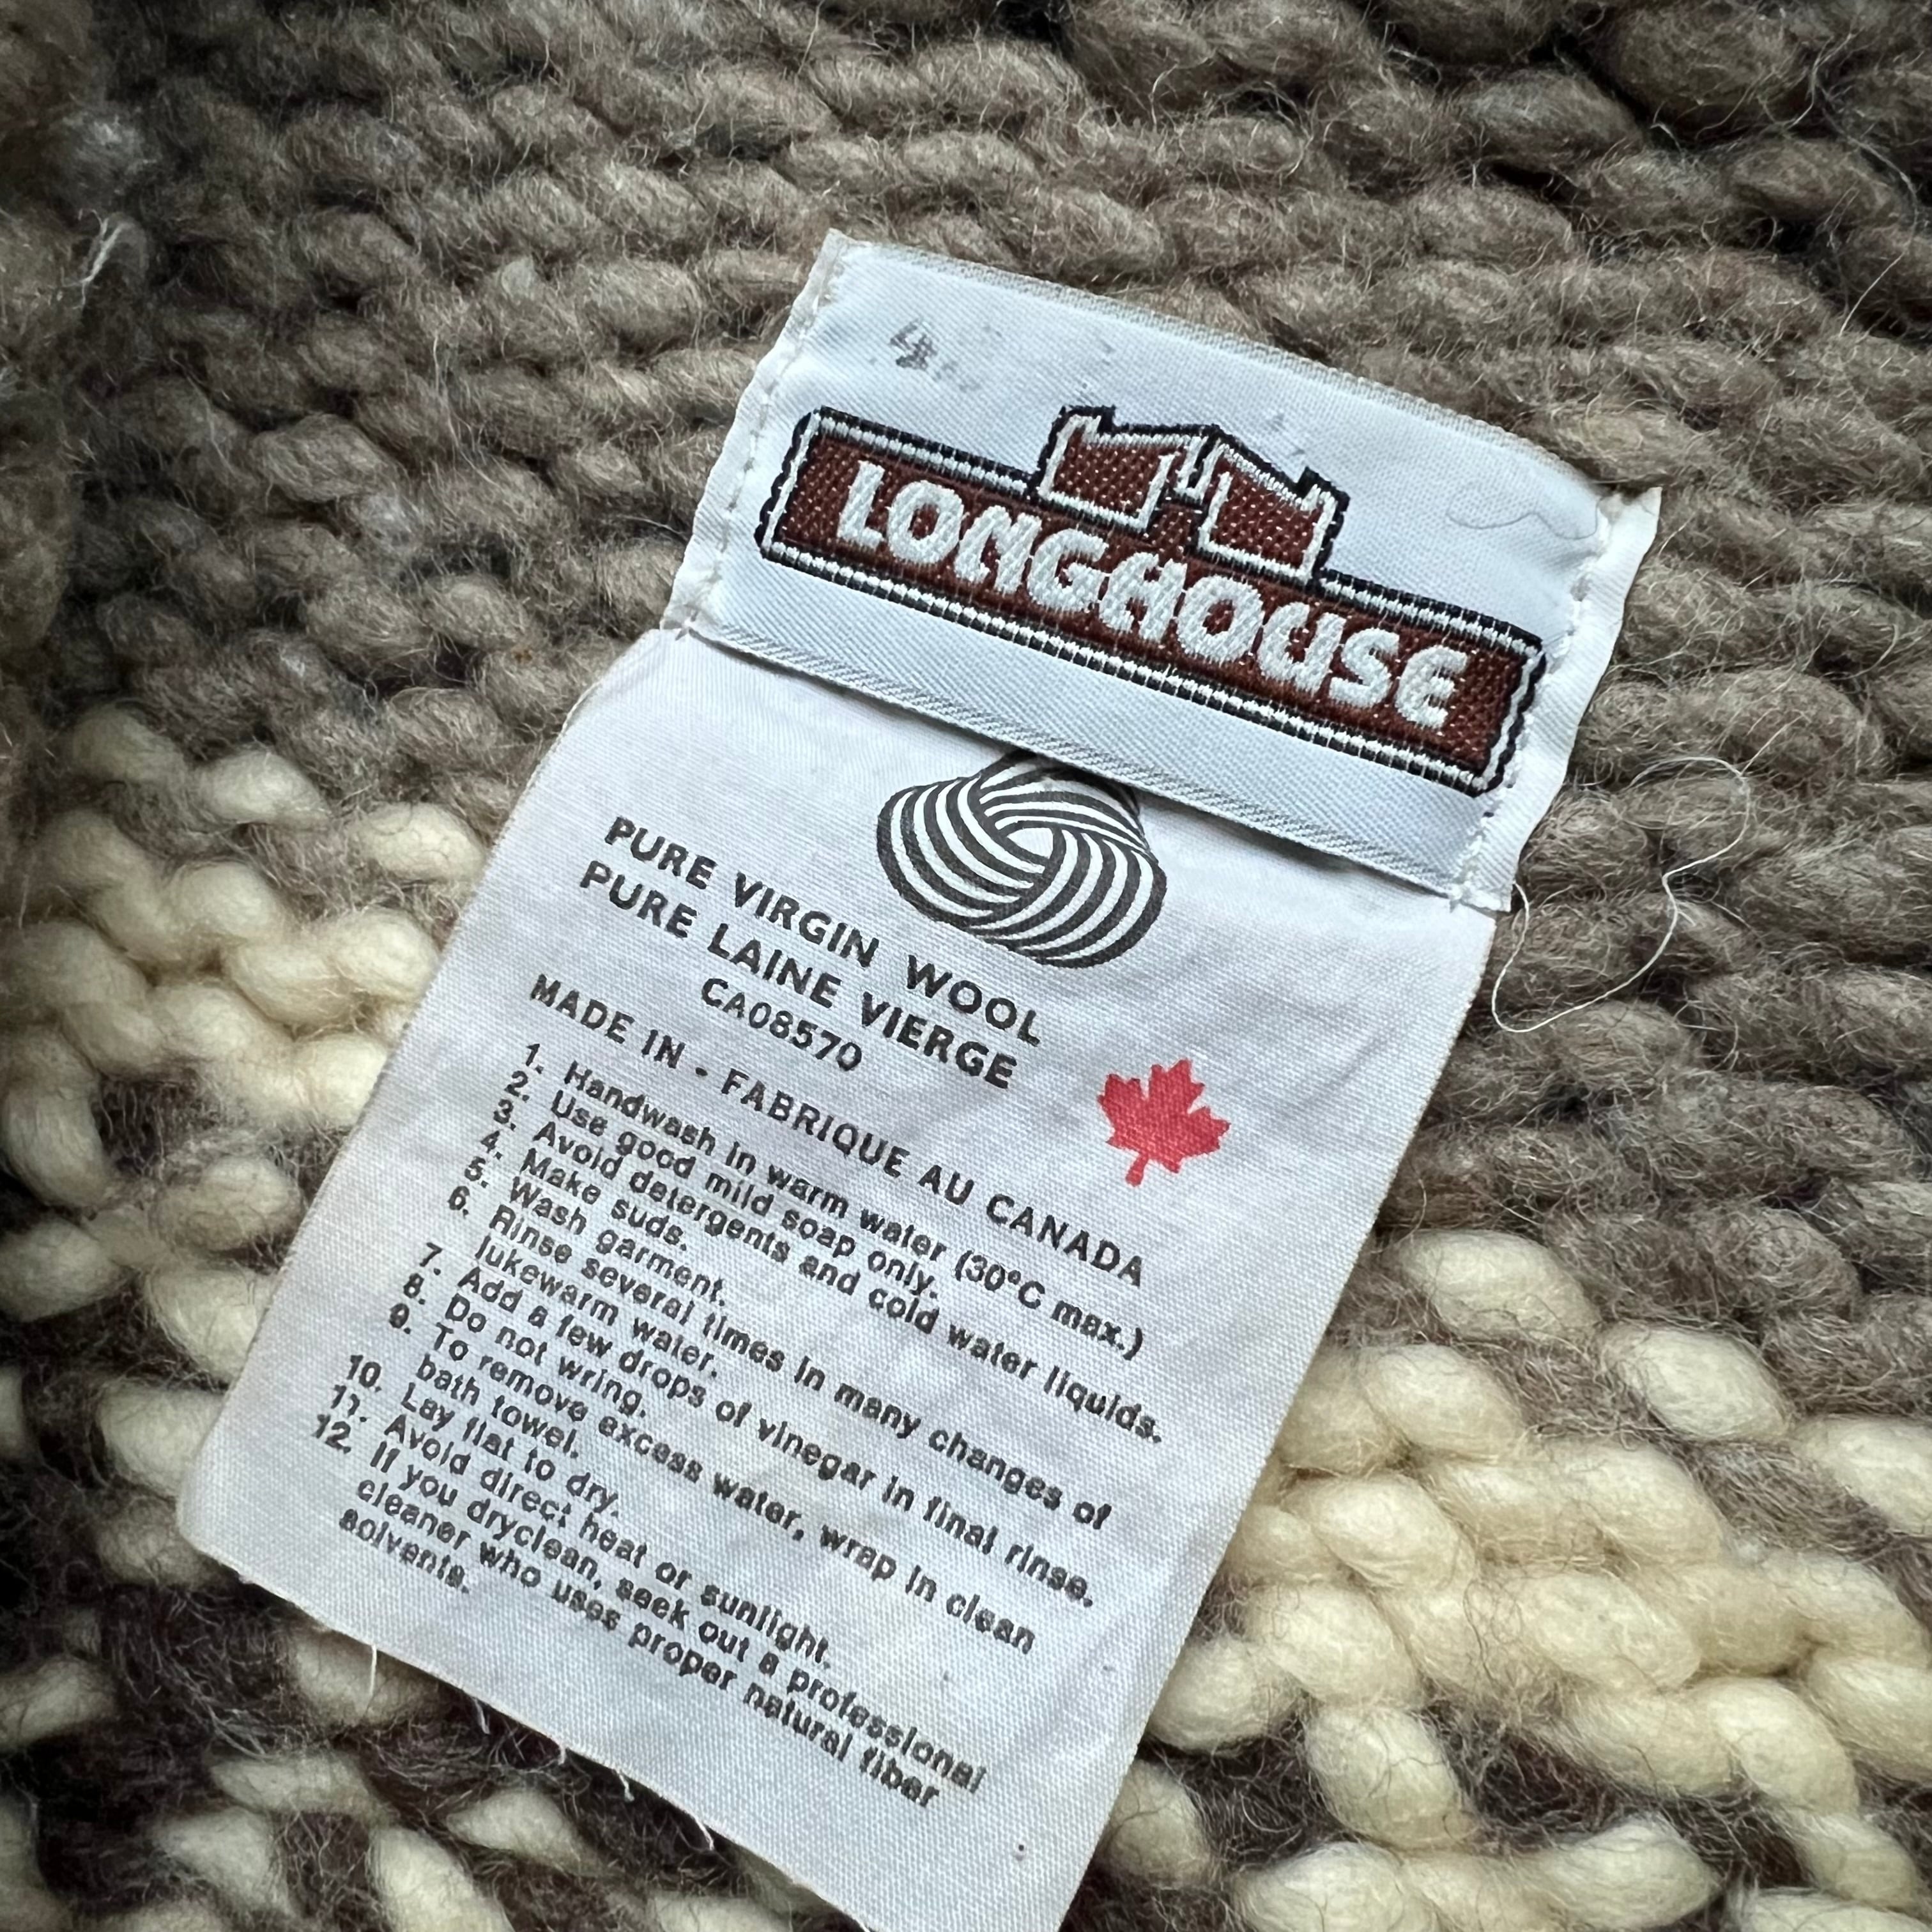 LONGHOUSE
PURE VIRGIN WOOL
PURE LAINE VIERGE
CA08570
MADE IN - FABRIQUE AU CANADA
1. Handwash in warm water (30°C max.)
2. Use good mild soap only.
3. Avoid detergents and cold water liquids.
4. Make suds.
5. Wash garment.
6. Rinse several times in many changes of
lukewarm water.
7. Add a few drops of vinegar in final rinse.
8. Do not wring.
9. To remove excess water, wrap in clean
bath towel.
10. Lay flat to dry.
11. Avoid direct heat or sunlight.
12. If you dryclean, seek out a professional
cleaner who uses proper natural fiber
solvents.